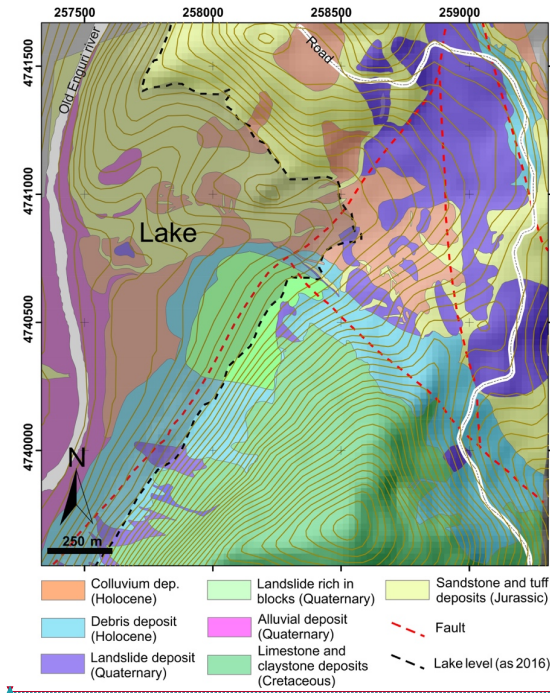 257500 258000 258500 259000
4741500
4741000
4740500
4740000
Old Enguri river
Road
Lake
N
250 m
Colluvium dep.
(Holocene)
Debris deposit
(Holocene)
Landslide deposit
(Quaternary)
Landslide rich in
blocks (Quaternary)
Alluvial deposit
(Quaternary)
Limestone and
claystone deposits
(Cretaceous)
Sandstone and tuff
deposits (Jurassic)
Fault
Lake level (as 2016)